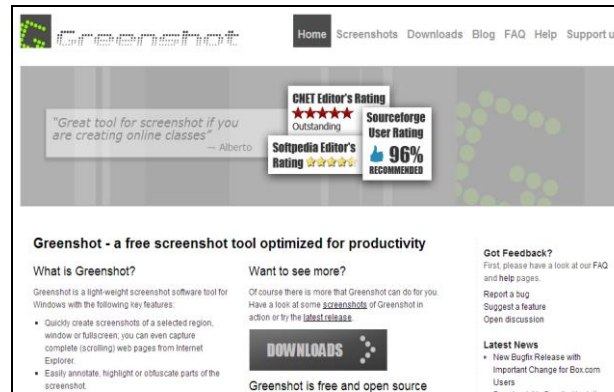 Greenshot
Home Screenshots Downloads Blog FAQ Help Support u
"Great tool for screenshot if you
are creating online classes"
— Alberto
CNET Editor's Rating
Outstanding
Softpedia Editor's
Rating
Sourceforge
User Rating
96%
RECOMMENDED
Greenshot - a free screenshot tool optimized for productivity
What is Greenshot?
Greenshot is a light-weight screenshot software tool for
Windows with the following key features:
Quickly create screenshots of a selected region,
window or fullscreen; you can even capture
complete (scrolling) web pages from Internet
Explorer.
Easily annotate, highlight or obfuscate parts of the
screenshot.
Want to see more?
Of course there is more that Greenshot can do for you.
Have a look at some screenshots of Greenshot in
action or try the latest release.
DOWNLOADS
Greenshot is free and open source
Got Feedback?
First, please have a look at our FAQ
and help pages.
Report a bug
Suggest a feature
Open discussion
Latest News
New Bugfix Release with
Important Change for Box.com
Users